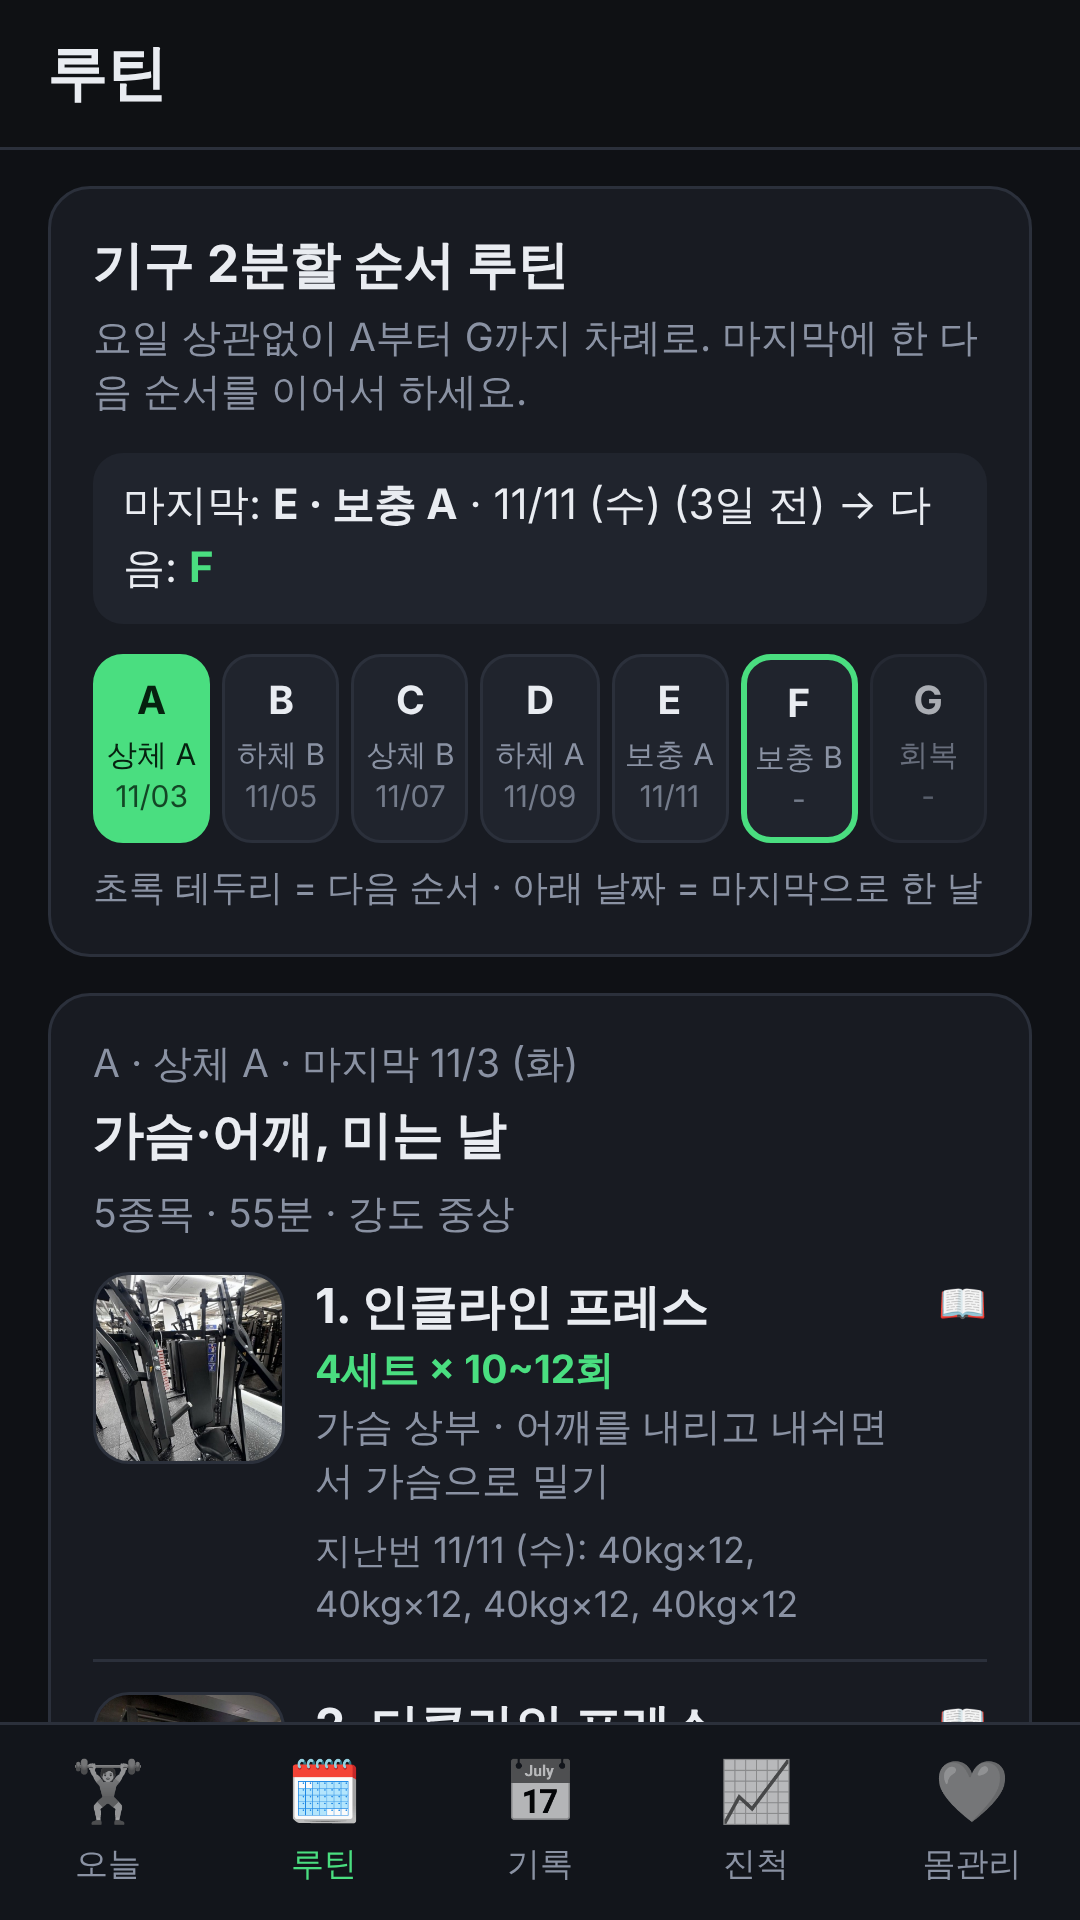 루틴
기구 2분할 순서 루틴
요일 상관없이 A부터 G까지 차례로. 마지막에 한 다
음 순서를 이어서 하세요.
마지막: E · 보충 A · 11/11 (수) (3일 전) → 다
음: F
A B C D E F G
상체 A 하체 B 상체 B 하체 A 보충 A 보충 B 회복
11/03 11/05 11/07 11/09 11/11 - -
초록 테두리 = 다음 순서 · 아래 날짜 = 마지막으로 한 날
A · 상체 A · 마지막 11/3 (화)
가슴·어깨, 미는 날
5종목 · 55분 · 강도 중상
1. 인클라인 프레스
4세트 × 10~12회
가슴 상부 · 어깨를 내리고 내쉬면
서 가슴으로 밀기
지난번 11/11 (수): 40kg×12,
40kg×12, 40kg×12, 40kg×12
2. 디클라인 프레스
July
17
오늘 루틴 기록 진척 몸관리